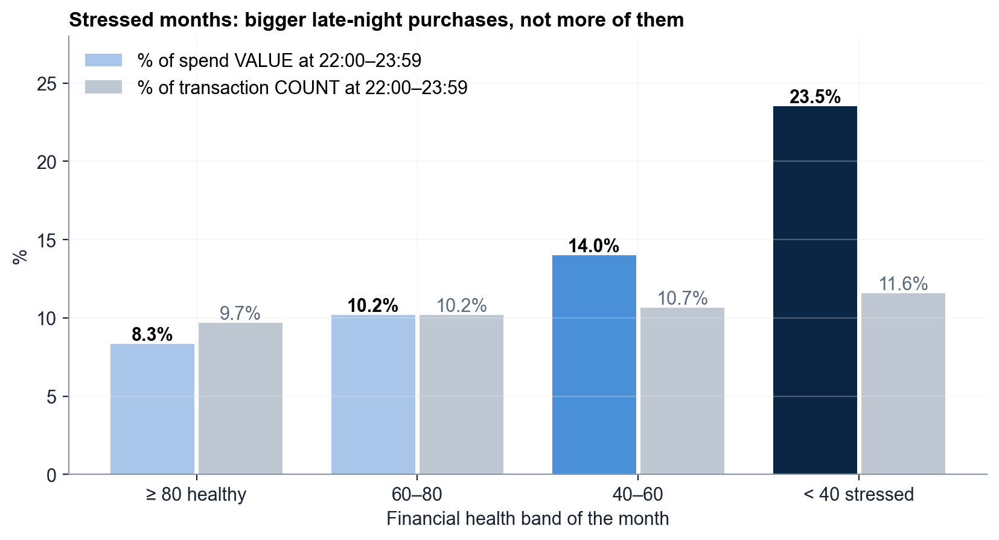 Stressed months: bigger late-night purchases, not more of them
% of spend VALUE at 22:00–23:59
% of transaction COUNT at 22:00–23:59
%
25
20
15
10
5
0
8.3%
9.7%
10.2%
10.2%
14.0%
10.7%
23.5%
11.6%
≥ 80 healthy
60–80
40–60
< 40 stressed
Financial health band of the month